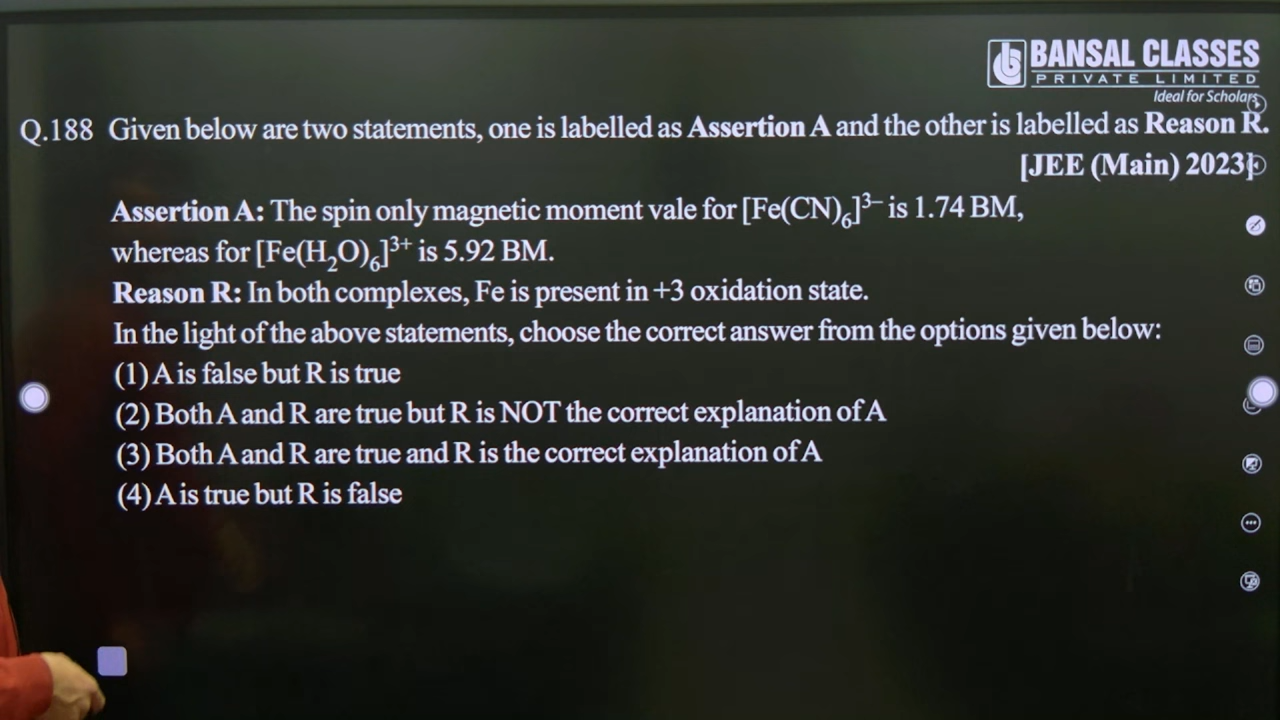 BANSAL CLASSES
PRIVATE LIMITED
Ideal for Scholars
Q.188 Given below are two statements, one is labelled as Assertion A and the other is labelled as Reason R.
[JEE (Main) 2023]
Assertion A: The spin only magnetic moment vale for [Fe(CN)₆]³⁻ is 1.74 BM,
whereas for [Fe(H₂O)₆]³⁺ is 5.92 BM.
Reason R: In both complexes, Fe is present in +3 oxidation state.
In the light of the above statements, choose the correct answer from the options given below:
(1) A is false but R is true
(2) Both A and R are true but R is NOT the correct explanation of A
(3) Both A and R are true and R is the correct explanation of A
(4) A is true but R is false